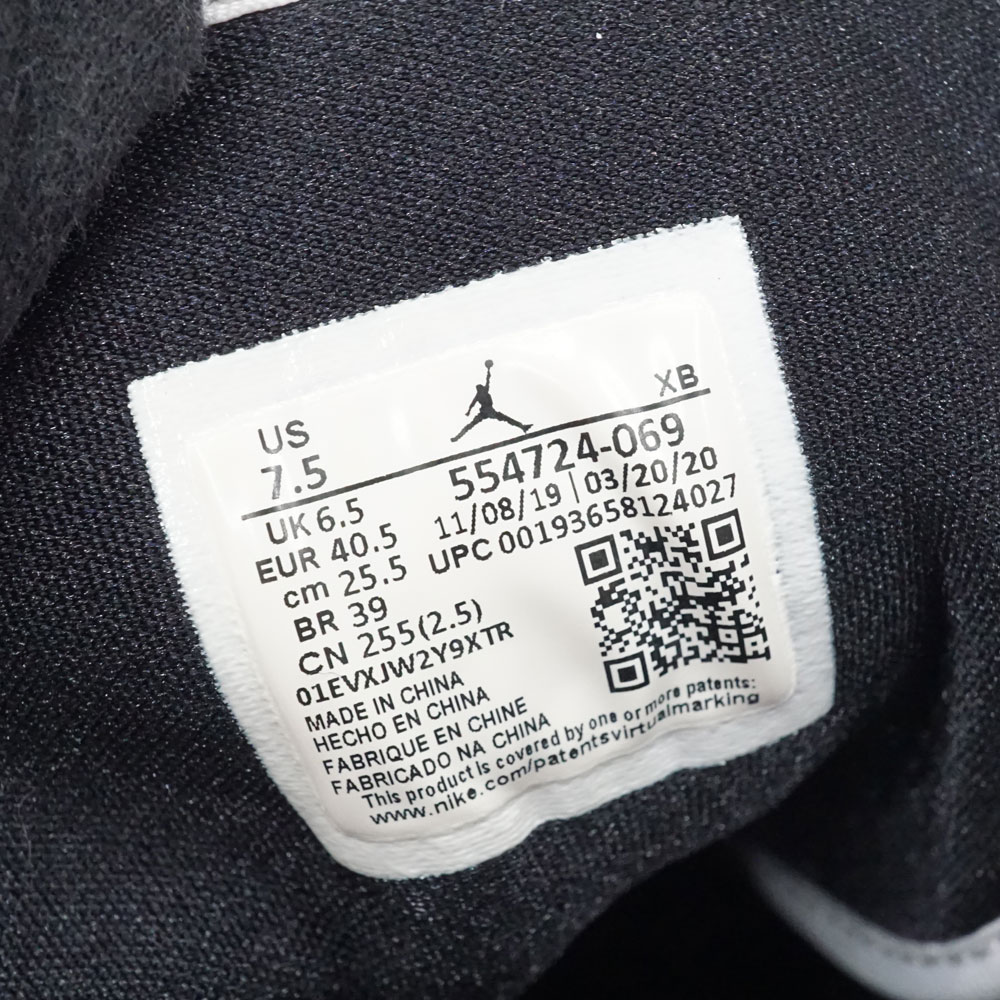 US
7.5
XB
UK 6.5
EUR 40.5
cm 25.5
BR 39
CN 255(2.5)
554724-069
11/08/19 | 03/20/20
UPC 00193658124027
01EVXJW2Y9XTR
MADE IN CHINA
HECHO EN CHINA
FABRIQUE EN CHINE
FABRICADO NA CHINA
This product is covered by one or more patents:
www.nike.com/patentsvirtualmarking